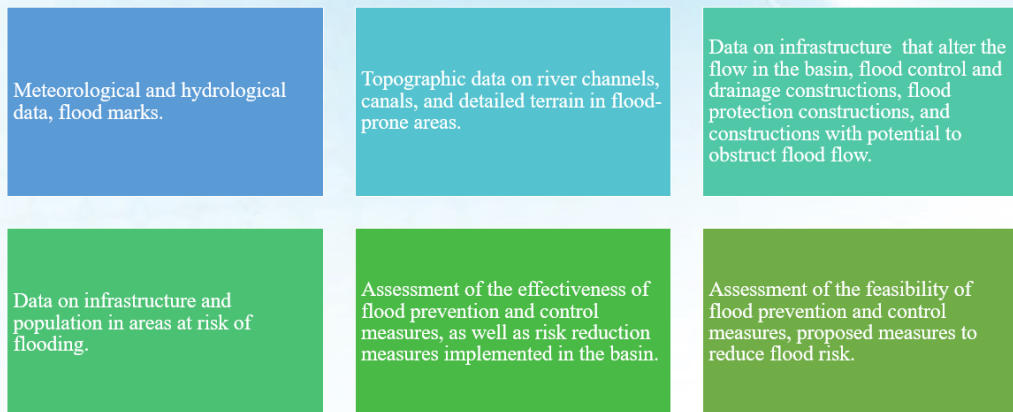 Meteorological and hydrological
data, flood marks.
Topographic data on river channels,
canals, and detailed terrain in flood-
prone areas.
Data on infrastructure  that alter the
flow in the basin, flood control and
drainage constructions, flood
protection constructions, and
constructions with potential to
obstruct flood flow.
Data on infrastructure and
population in areas at risk of
flooding.
Assessment of the effectiveness of
flood prevention and control
measures, as well as risk reduction
measures implemented in the basin.
Assessment of the feasibility of
flood prevention and control
measures, proposed measures to
reduce flood risk.